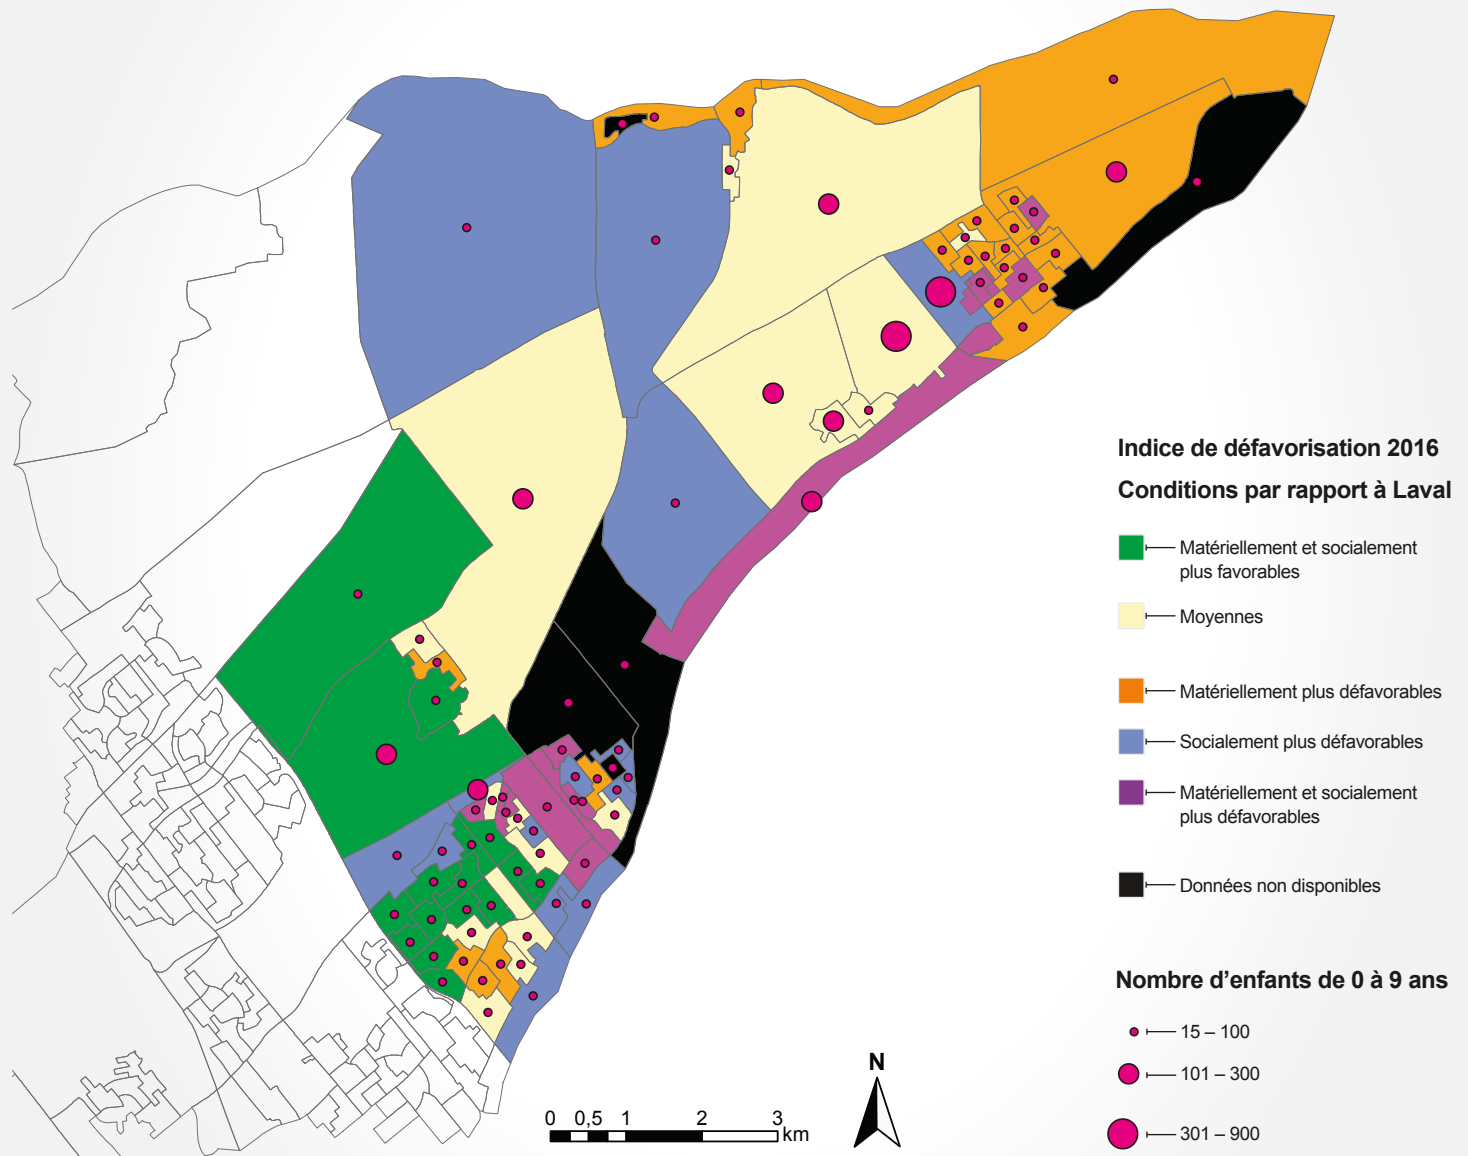 Indice de défavorisation 2016
Conditions par rapport à Laval
Matériellement et socialement
plus favorables
Moyennes
Matériellement plus défavorables
Socialement plus défavorables
Matériellement et socialement
plus défavorables
Données non disponibles
Nombre d’enfants de 0 à 9 ans
15 – 100
101 – 300
301 – 900
N
0 0,5 1 2 3
km